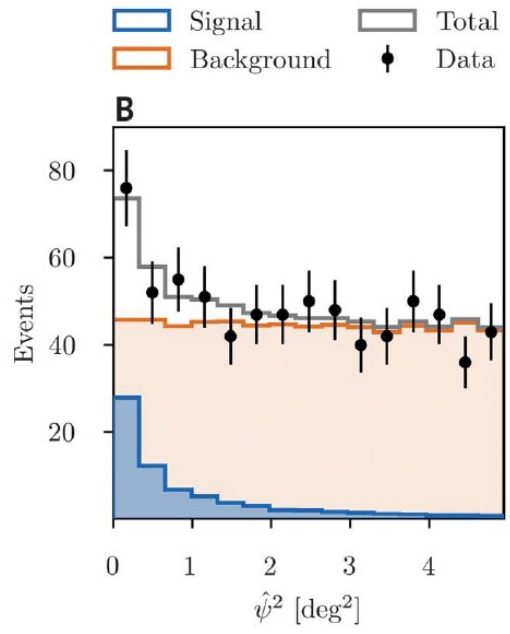 Signal Total
Background Data
B
80
60
40
20
Events
0 1 2 3 4
ψ̂² [deg²]